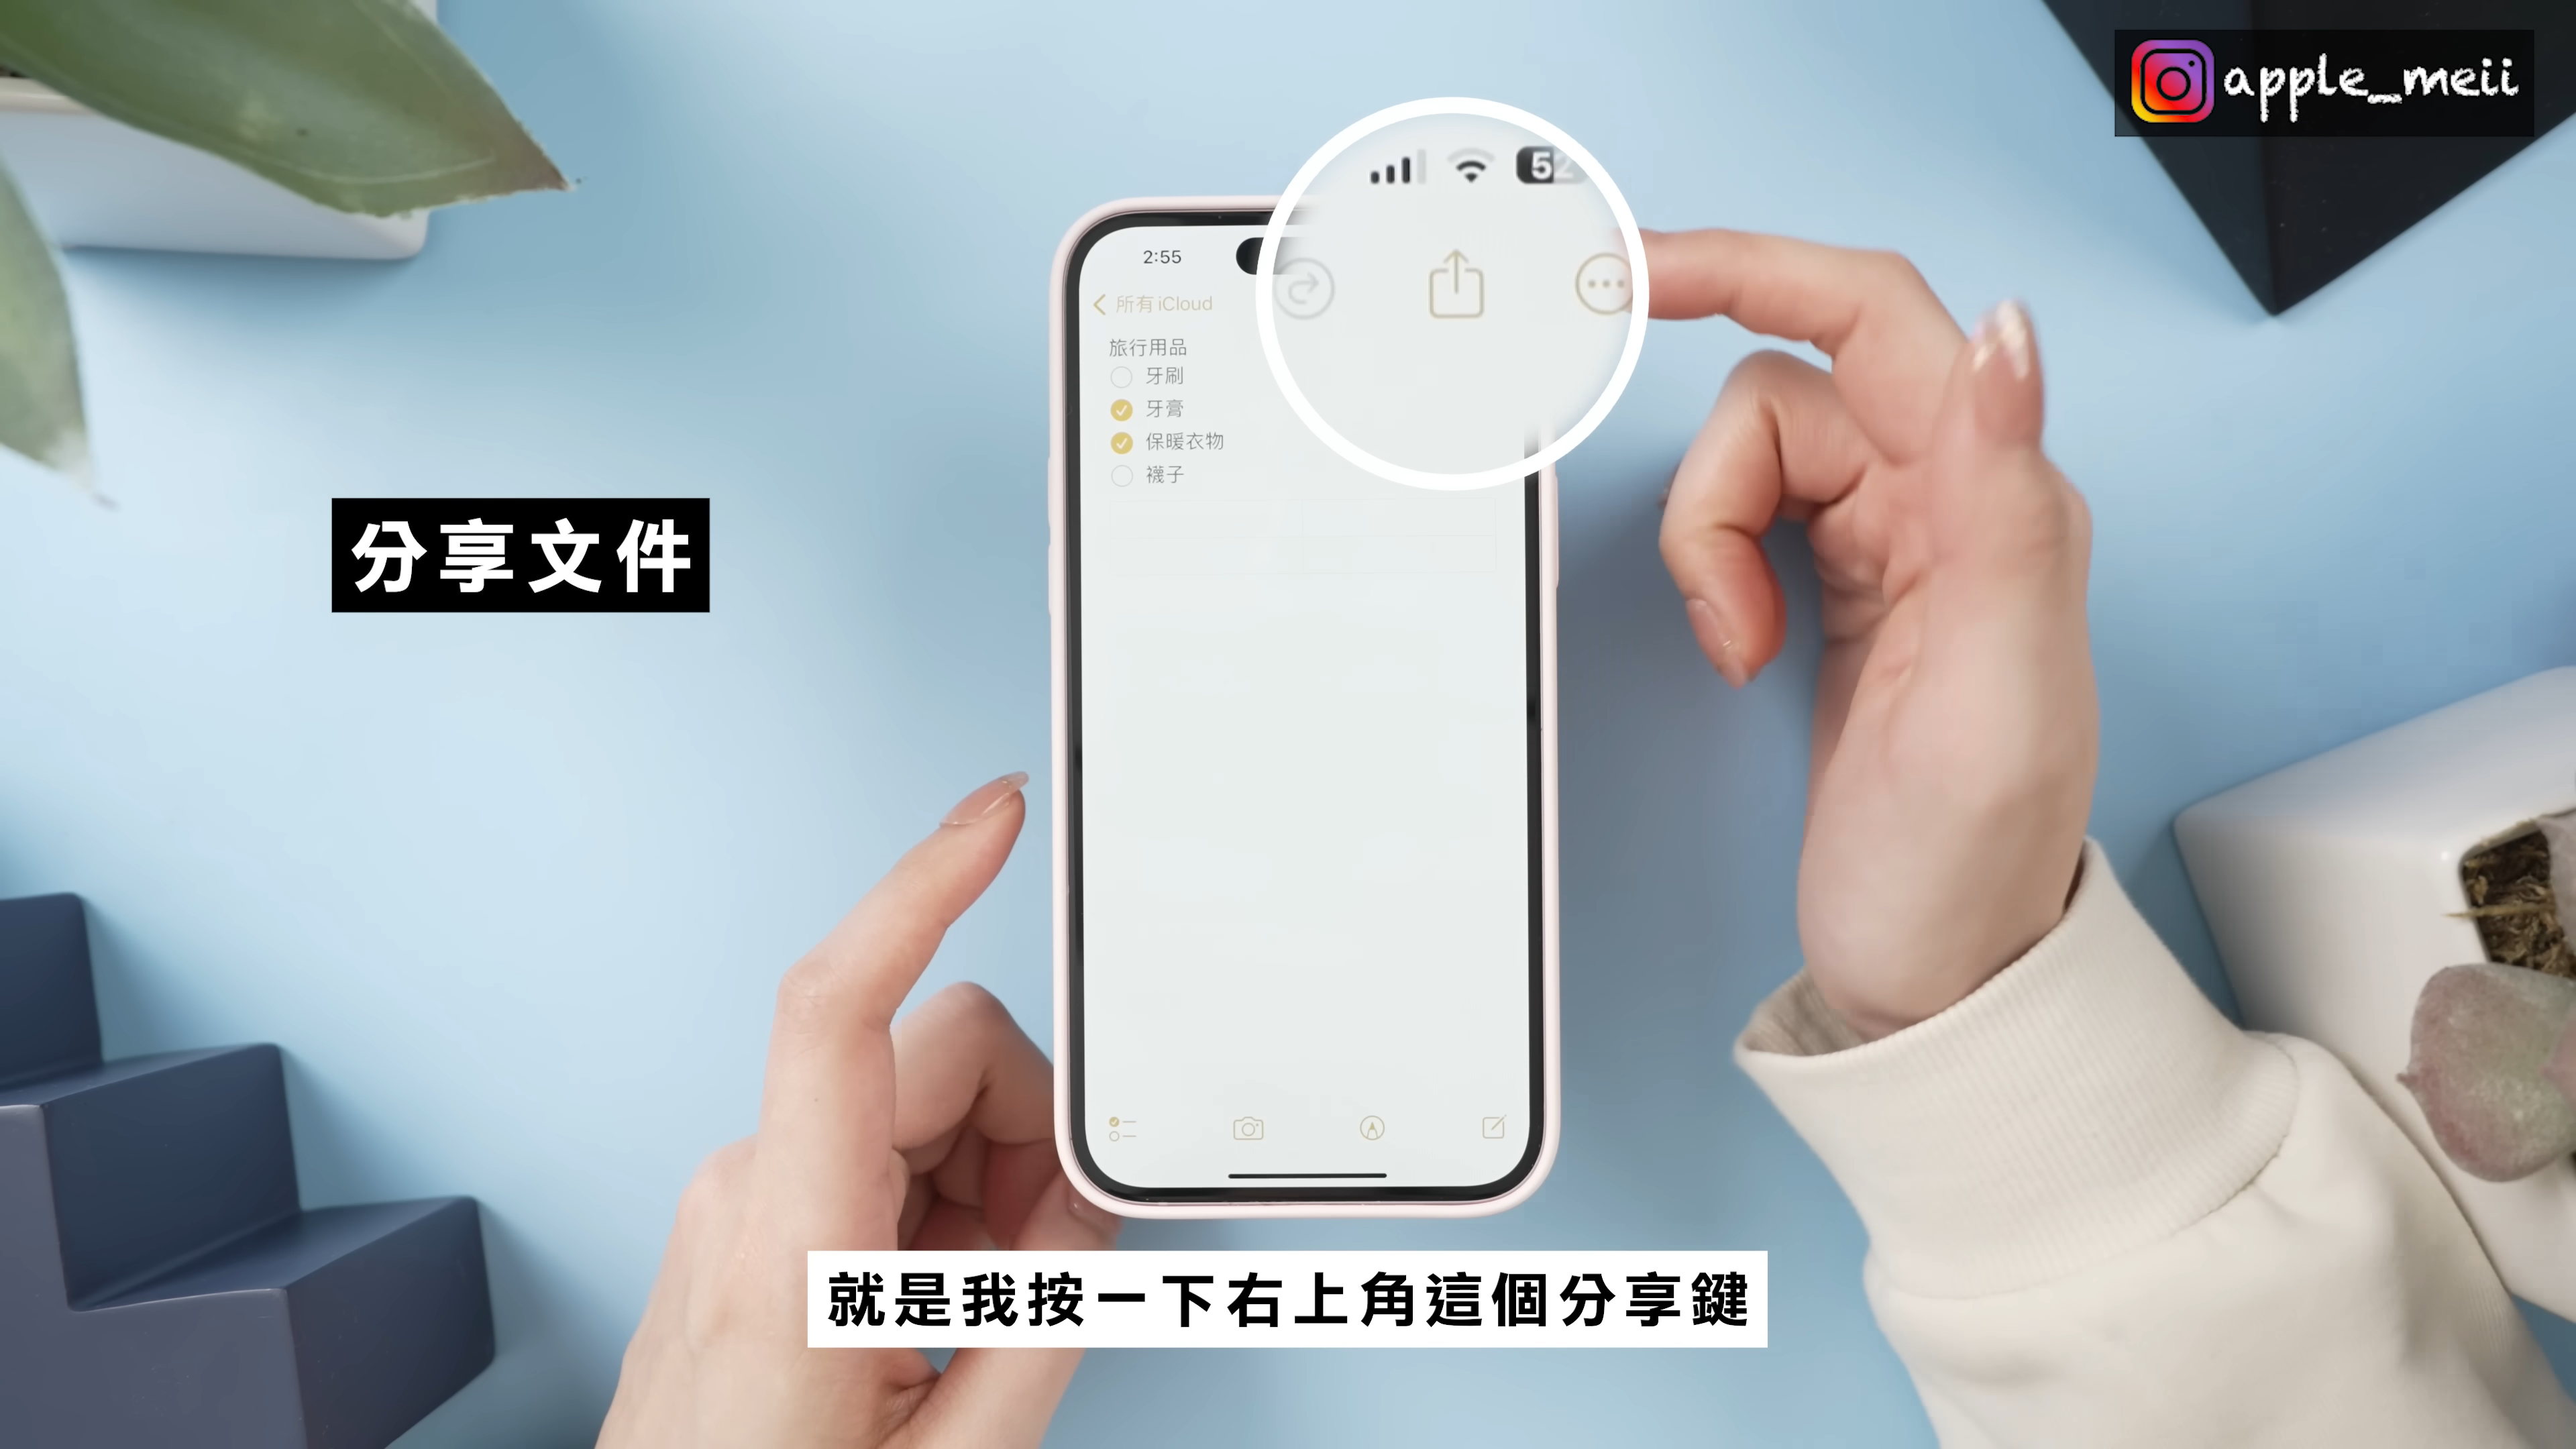 apple_meii
52
2:55
所有 iCloud
旅行用品
牙刷
牙膏
保暖衣物
襪子
分享文件
就是我按一下右上角這個分享鍵